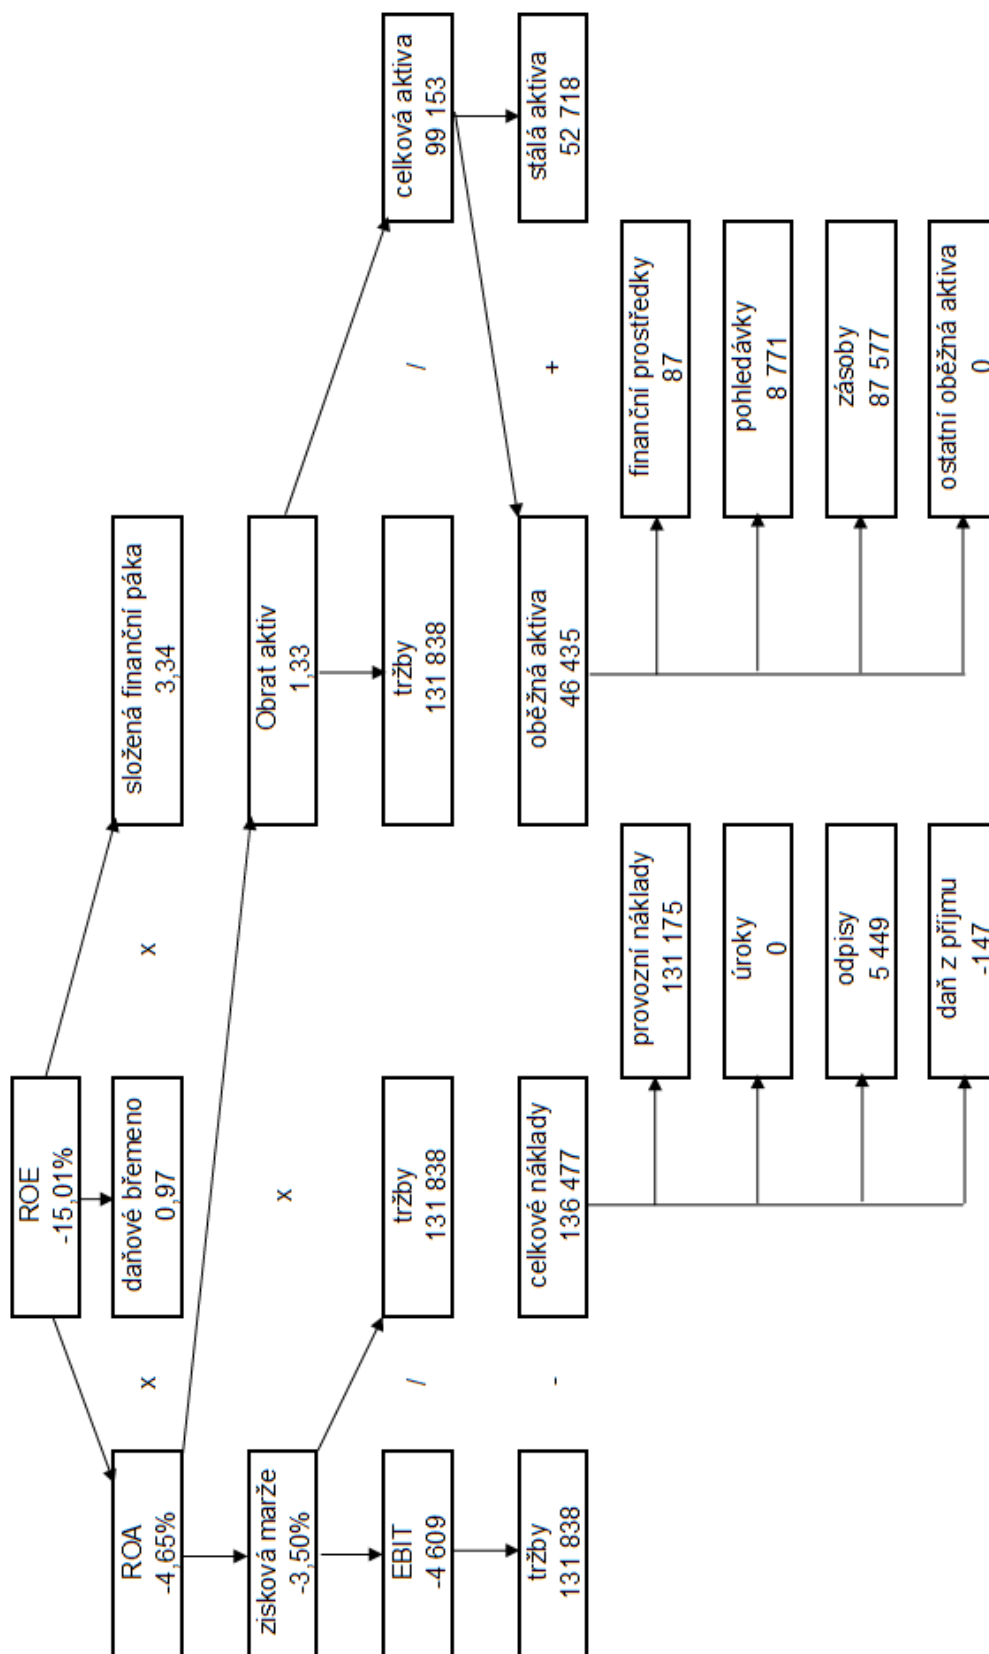 ROE
-15,01%
ROA
-4,65%
x
daňové břemeno
0,97
x
složená finanční páka
3,34
zisková marže
-3,50%
x
Obrat aktiv
1,33
EBIT
-4 609
/
tržby
131 838
tržby
131 838
/
celková aktiva
99 153
tržby
131 838
-
celkové náklady
136 477
oběžná aktiva
46 435
+
stálá aktiva
52 718
provozní náklady
131 175
finanční prostředky
87
úroky
0
pohledávky
8 771
odpisy
5 449
zásoby
87 577
daň z příjmu
-147
ostatní oběžná aktiva
0